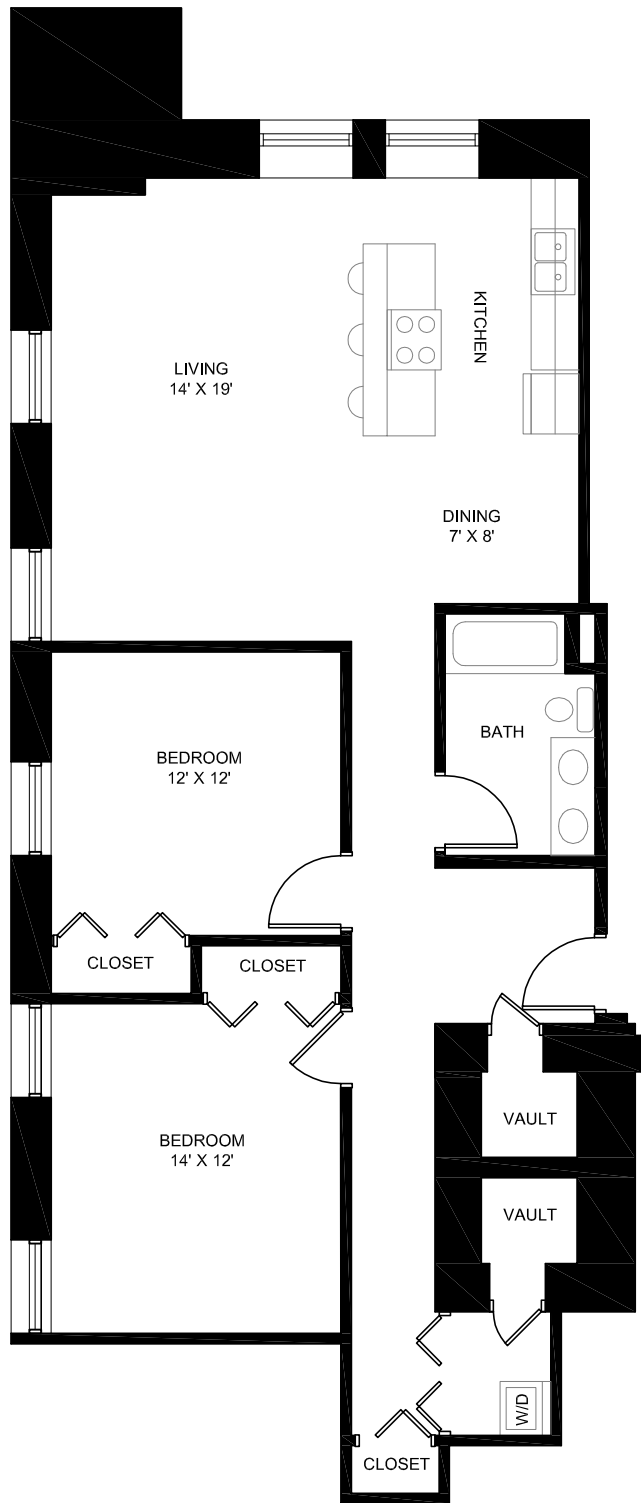 KITCHEN
LIVING
14' X 19'
DINING
7' X 8'
BATH
BEDROOM
12' X 12'
CLOSET
CLOSET
VAULT
BEDROOM
14' X 12'
VAULT
W/D
CLOSET